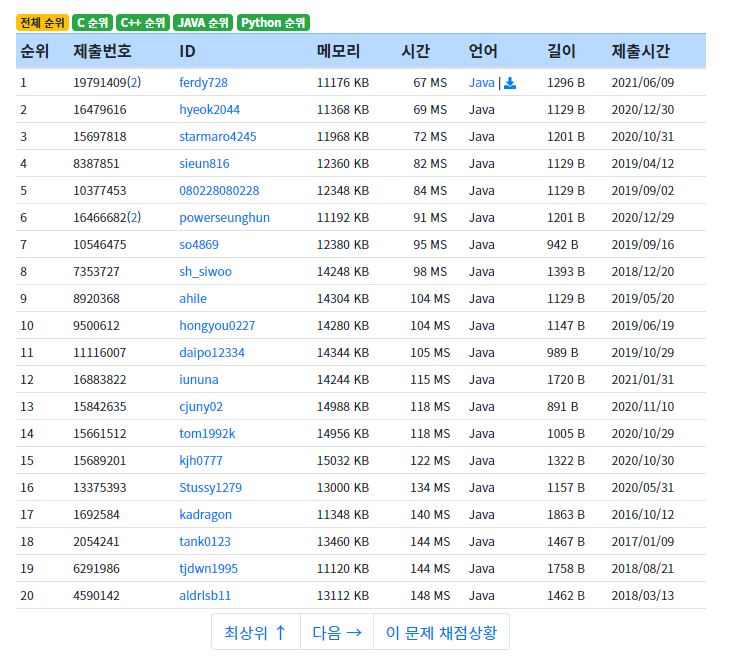 전체 순위 C 순위 C++ 순위 JAVA 순위 Python 순위
순위 제출번호 ID 메모리 시간 언어 길이 제출시간
1 19791409(2) ferdy728 11176 KB 67 MS Java | 1296 B 2021/06/09
2 16479616 hyeok2044 11368 KB 69 MS Java 1129 B 2020/12/30
3 15697818 starmaro4245 11968 KB 72 MS Java 1201 B 2020/10/31
4 8387851 sieun816 12360 KB 82 MS Java 1129 B 2019/04/12
5 10377453 080228080228 12348 KB 84 MS Java 1129 B 2019/09/02
6 16466682(2) powerseunghun 11192 KB 91 MS Java 1201 B 2020/12/29
7 10546475 so4869 12380 KB 95 MS Java 942 B 2019/09/16
8 7353727 sh_siwoo 14248 KB 98 MS Java 1393 B 2018/12/20
9 8920368 ahile 14304 KB 104 MS Java 1129 B 2019/05/20
10 9500612 hongyou0227 14280 KB 104 MS Java 1147 B 2019/06/19
11 11116007 daipo12334 14344 KB 105 MS Java 989 B 2019/10/29
12 16883822 iununa 14244 KB 115 MS Java 1720 B 2021/01/31
13 15842635 cjuny02 14988 KB 118 MS Java 891 B 2020/11/10
14 15661512 tom1992k 14956 KB 118 MS Java 1005 B 2020/10/29
15 15689201 kjh0777 15032 KB 122 MS Java 1322 B 2020/10/30
16 13375393 Stussy1279 13000 KB 134 MS Java 1157 B 2020/05/31
17 1692584 kadragon 11348 KB 140 MS Java 1863 B 2016/10/12
18 2054241 tank0123 13460 KB 144 MS Java 1467 B 2017/01/09
19 6291986 tjdwn1995 11120 KB 144 MS Java 1758 B 2018/08/21
20 4590142 aldrlsb11 13112 KB 148 MS Java 1462 B 2018/03/13
최상위 ↑ 다음 → 이 문제 채점상황